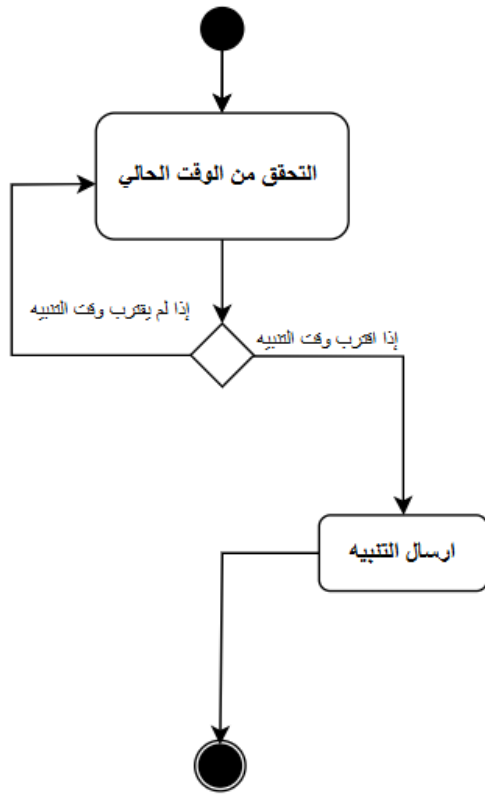 التحقق من الوقت الحالي
إذا لم يقترب وقت التنبيه
إذا اقترب وقت التنبيه
ارسال التنبيه